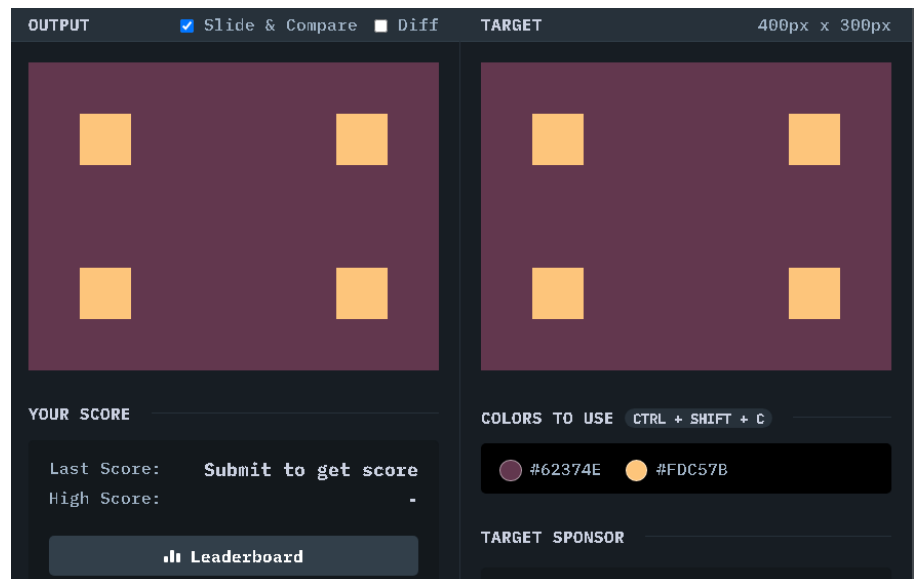 OUTPUT
Slide & Compare
Diff
TARGET
400px x 300px
YOUR SCORE
Last Score:
Submit to get score
High Score:
-
Leaderboard
COLORS TO USE
CTRL + SHIFT + C
#62374E
#FDC57B
TARGET SPONSOR